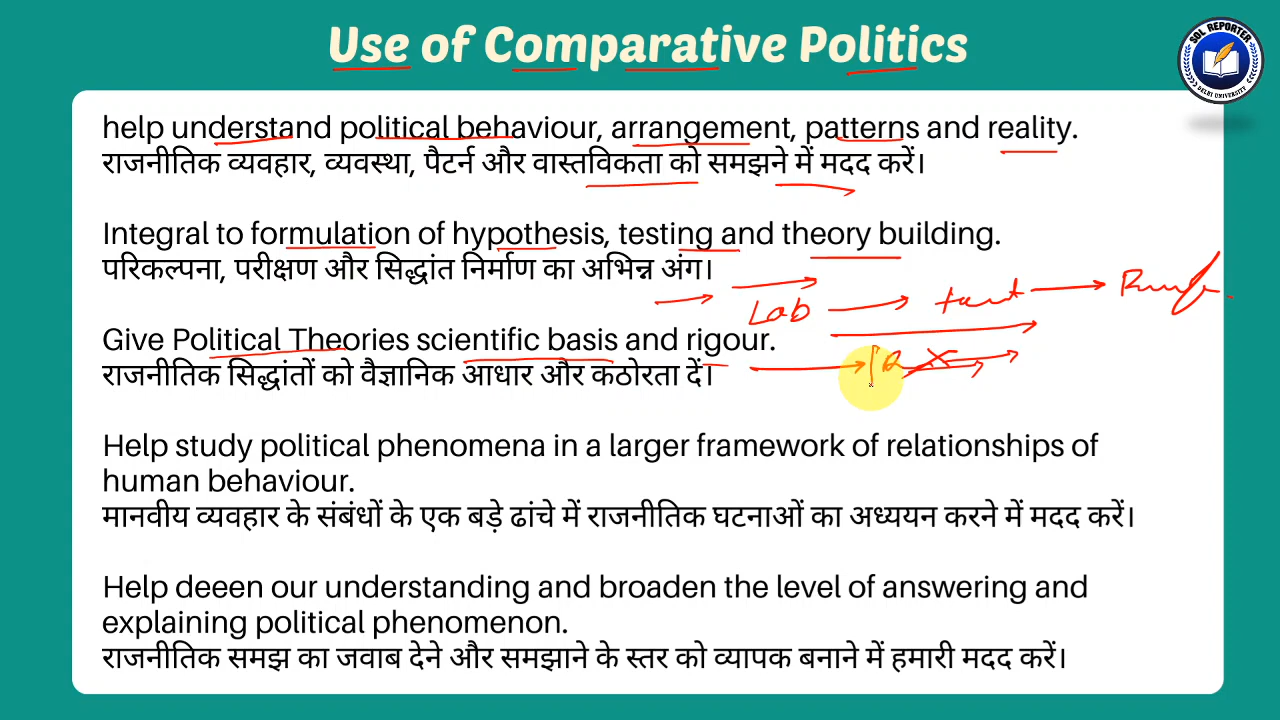 Use of Comparative Politics
SOL REPORTER
DELHI UNIVERSITY
help understand political behaviour, arrangement, patterns and reality.
राजनीतिक व्यवहार, व्यवस्था, पैटर्न और वास्तविकता को समझने में मदद करें।
Integral to formulation of hypothesis, testing and theory building.
परिकल्पना, परीक्षण और सिद्धांत निर्माण का अभिन्न अंग।
Lab
Give Political Theories scientific basis and rigour.
राजनीतिक सिद्धांतों को वैज्ञानिक आधार और कठोरता दें।
Help study political phenomena in a larger framework of relationships of
human behaviour.
मानवीय व्यवहार के संबंधों के एक बड़े ढांचे में राजनीतिक घटनाओं का अध्ययन करने में मदद करें।
Help deeen our understanding and broaden the level of answering and
explaining political phenomenon.
राजनीतिक समझ का जवाब देने और समझाने के स्तर को व्यापक बनाने में हमारी मदद करें।